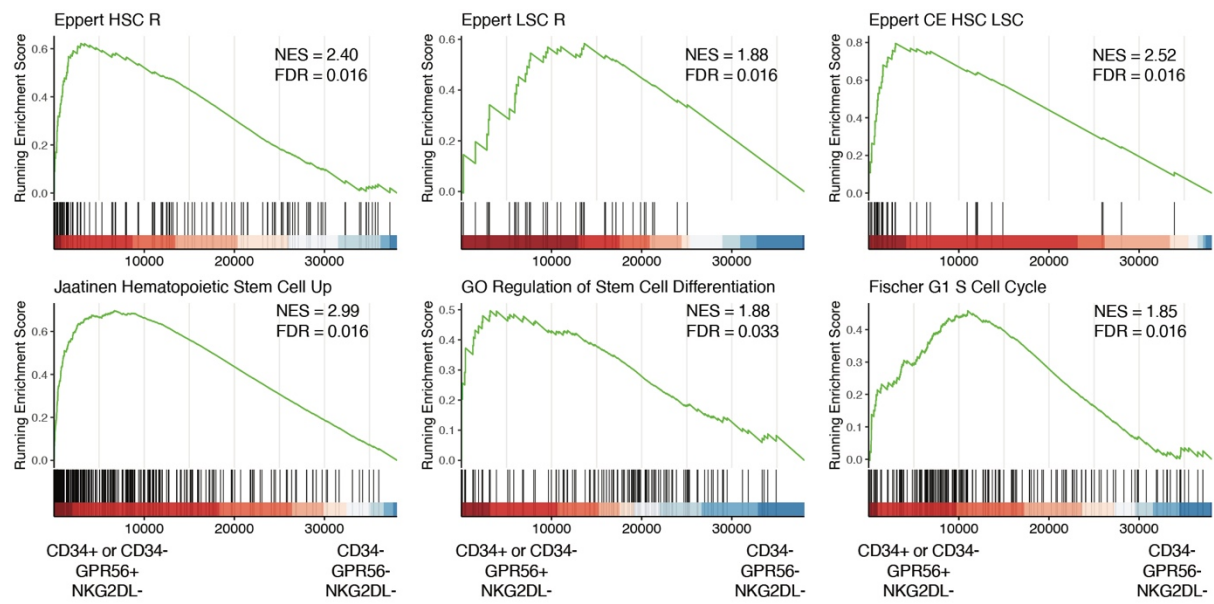 Eppert HSC R
Running Enrichment Score
0.6
0.4
0.2
0.0
NES = 2.40
FDR = 0.016
10000
20000
30000
Eppert LSC R
Running Enrichment Score
0.6
0.4
0.2
0.0
NES = 1.88
FDR = 0.016
10000
20000
30000
Eppert CE HSC LSC
Running Enrichment Score
0.8
0.6
0.4
0.2
0.0
NES = 2.52
FDR = 0.016
10000
20000
30000
Jaatinen Hematopoietic Stem Cell Up
Running Enrichment Score
0.6
0.4
0.2
0.0
NES = 2.99
FDR = 0.016
10000
20000
30000
CD34+ or CD34-
GPR56+
NKG2DL-
CD34-
GPR56-
NKG2DL-
GO Regulation of Stem Cell Differentiation
Running Enrichment Score
0.5
0.4
0.3
0.2
0.1
0.0
NES = 1.88
FDR = 0.033
10000
20000
30000
CD34+ or CD34-
GPR56+
NKG2DL-
CD34-
GPR56-
NKG2DL-
Fischer G1 S Cell Cycle
Running Enrichment Score
0.4
0.3
0.2
0.1
0.0
NES = 1.85
FDR = 0.016
10000
20000
30000
CD34+ or CD34-
GPR56+
NKG2DL-
CD34-
GPR56-
NKG2DL-